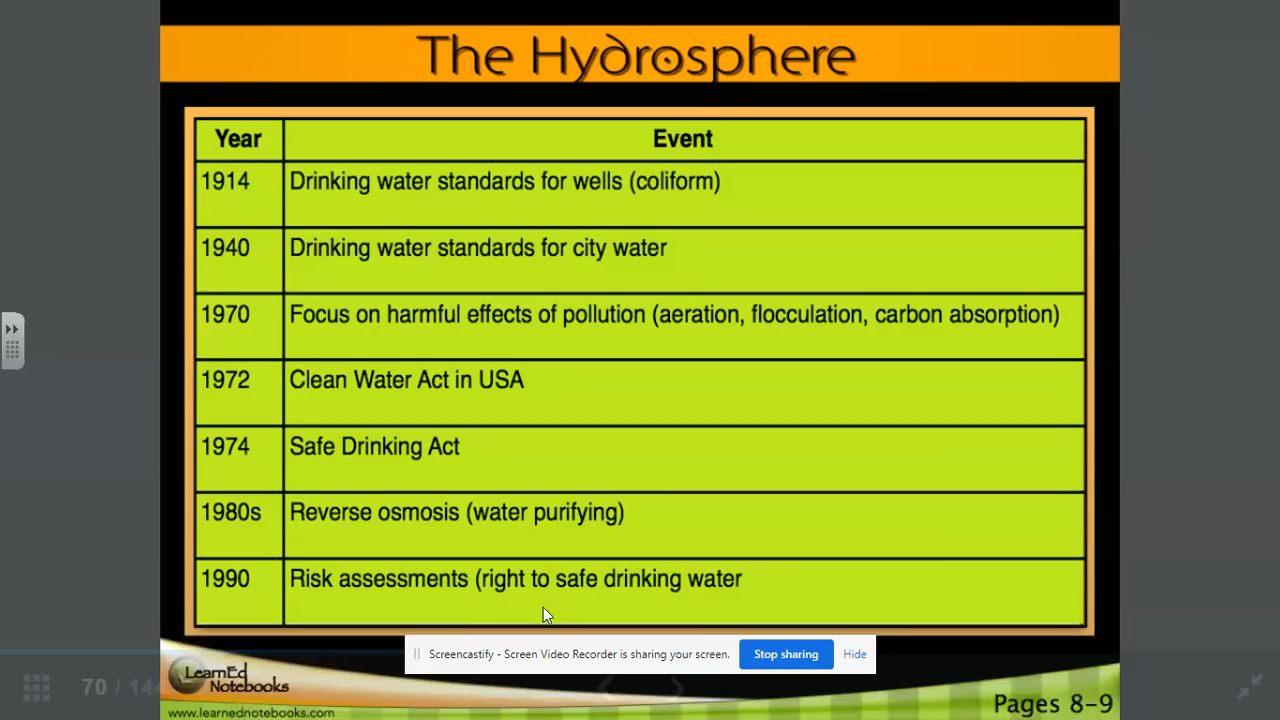 The Hydrosphere
Year Event
1914 Drinking water standards for wells (coliform)
1940 Drinking water standards for city water
1970 Focus on harmful effects of pollution (aeration, flocculation, carbon absorption)
1972 Clean Water Act in USA
1974 Safe Drinking Act
1980s Reverse osmosis (water purifying)
1990 Risk assessments (right to safe drinking water
Screencastify - Screen Video Recorder is sharing your screen. Stop sharing Hide
LearnEd
Notebooks
70 /
Pages 8-9
www.learnednotebooks.com